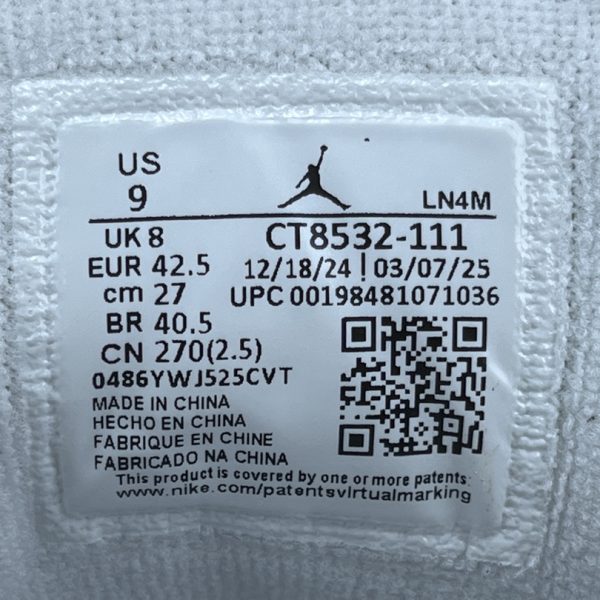 US
9
LN4M
UK 8
CT8532-111
EUR 42.5
12/18/24 | 03/07/25
cm 27
UPC 00198481071036
BR 40.5
CN 270(2.5)
0486YWJ525CVT
MADE IN CHINA
HECHO EN CHINA
FABRIQUE EN CHINE
FABRICADO NA CHINA
This product is covered by one or more patents:
www.nike.com/patentsvirtualmarking